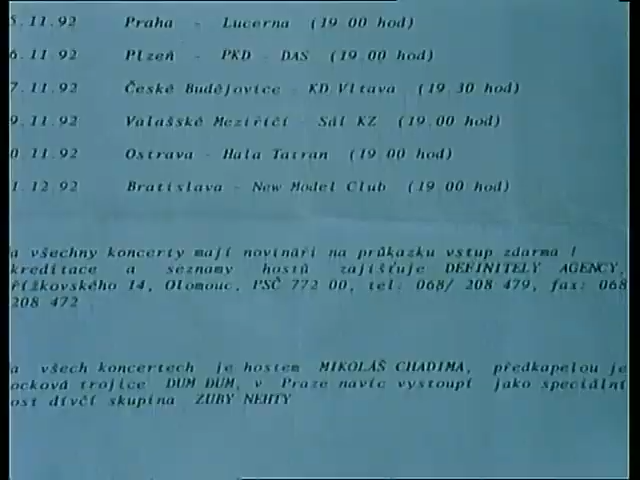 5.11.92 Praha - Lucerna (19 00 hod)
6.11 92 Plzeň - PKD - DAS (19 00 hod)
7.11 92 České Budějovice - KD Vltava (19 30 hod)
9.11.92 Valašské Meziříčí - Sál KZ (19.00 hod)
0.11.92 Ostrava - Hala Tatran (19 00 hod)
1.12.92 Bratislava - New Model Club (19 00 hod)
a všechny koncerty mají novináři na průkazku vstup zdarma !
kreditace a seznamy hostů zajišťuje DEFINITELY AGENCY,
řížkovského 14, Olomouc, PSČ 772 00, tel: 068/ 208 479, fax: 068
208 472
a všech koncertech je hostem MIKOLÁŠ CHADIMA, předkapelou je
ocková trojice DUM DUM, v Praze navíc vystoupí jako speciální
ost dívčí skupina ZUBY NEHTY